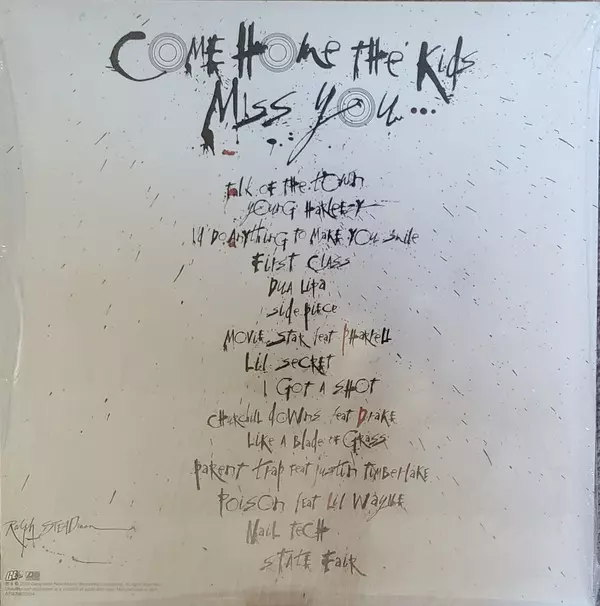 Come Home the Kids
Miss you...
talk of the town
young Harleezy
I'd Do Anything to Make You Smile
First Class
Dua Lipa
side piece
Movie Star feat pharrell
Lil secret
I Got A SHOT
Churchill downs feat Drake
Like A Blade of Grass
parent trap feat justin timberlake
Poison feat Lil Wayne
Nail Tech
State Fair
Ralph STEADman